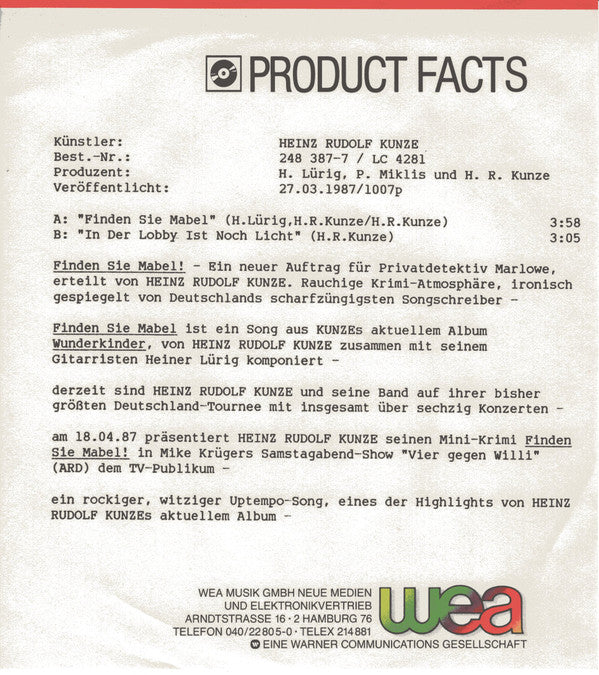 PRODUCT FACTS
Künstler: HEINZ RUDOLF KUNZE
Best.-Nr.: 248 387-7 / LC 4281
Produzent: H. Lürig, P. Miklis und H. R. Kunze
Veröffentlicht: 27.03.1987/1007p
A: "Finden Sie Mabel" (H.Lürig,H.R.Kunze/H.R.Kunze) 3:58
B: "In Der Lobby Ist Noch Licht" (H.R.Kunze) 3:05
Finden Sie Mabel! - Ein neuer Auftrag für Privatdetektiv Marlowe,
erteilt von HEINZ RUDOLF KUNZE. Rauchige Krimi-Atmosphäre, ironisch
gespiegelt von Deutschlands scharfzüngigsten Songschreiber -
Finden Sie Mabel ist ein Song aus KUNZEs aktuellem Album
Wunderkinder, von HEINZ RUDOLF KUNZE zusammen mit seinem
Gitarristen Heiner Lürig komponiert -
derzeit sind HEINZ RUDOLF KUNZE und seine Band auf ihrer bisher
größten Deutschland-Tournee mit insgesamt über sechzig Konzerten -
am 18.04.87 präsentiert HEINZ RUDOLF KUNZE seinen Mini-Krimi Finden
Sie Mabel! in Mike Krügers Samstagabend-Show "Vier gegen Willi"
(ARD) dem TV-Publikum -
ein rockiger, witziger Uptempo-Song, eines der Highlights von HEINZ
RUDOLF KUNZEs aktuellem Album -
WEA MUSIK GMBH NEUE MEDIEN
UND ELEKTRONIKVERTRIEB
ARNDTSTRASSE 16 · 2 HAMBURG 76
TELEFON 040/22805-0 · TELEX 214881
EINE WARNER COMMUNICATIONS GESELLSCHAFT
wea